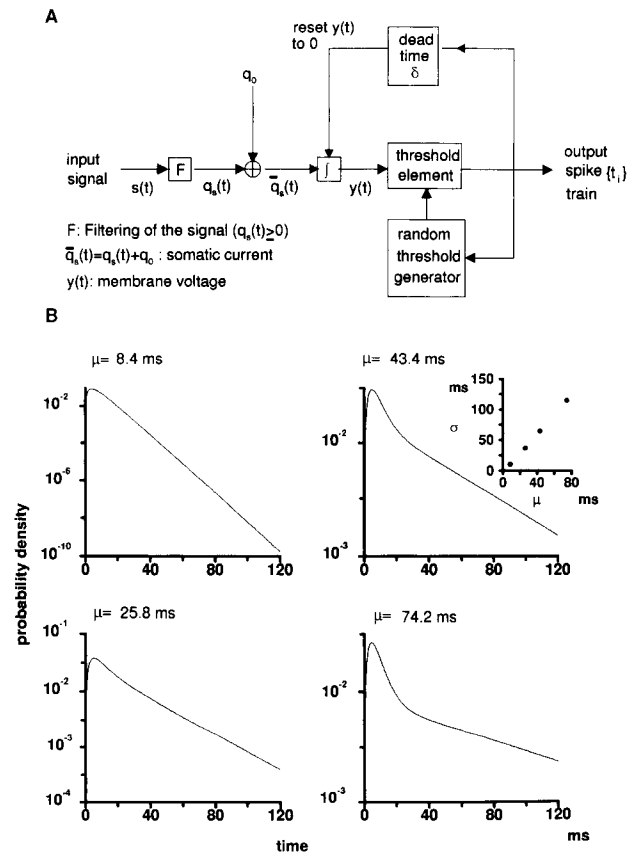 A
reset y(t)
to 0
dead
time
δ
q₀
input
signal
s(t)
F
qₛ(t)
q̄ₛ(t)
∫
y(t)
threshold
element
output
spike {tᵢ}
train
random
threshold
generator
F: Filtering of the signal (qₛ(t)≥0)
q̄ₛ(t)=qₛ(t)+q₀ : somatic current
y(t): membrane voltage
B
μ= 8.4 ms
10⁻²
10⁻⁶
10⁻¹⁰
0 40 80 120
μ= 43.4 ms
10⁻²
10⁻³
0 40 80 120
ms
150
100
50
0
σ
0 40 80
μ ms
probability density
μ= 25.8 ms
10⁻¹
10⁻²
10⁻³
10⁻⁴
0 40 80 120
μ= 74.2 ms
10⁻²
10⁻³
0 40 80 120
time ms